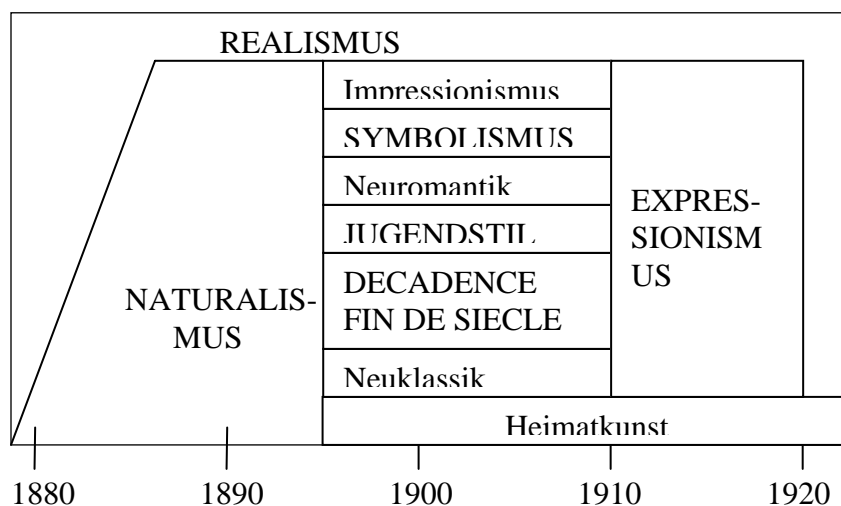 REALISMUS
Impressionismus
SYMBOLISMUS
Neuromantik
JUGENDSTIL
DECADENCE
FIN DE SIECLE
Neuklassik
NATURALIS-
MUS
EXPRES-
SIONISM
US
Heimatkunst
1880 1890 1900 1910 1920